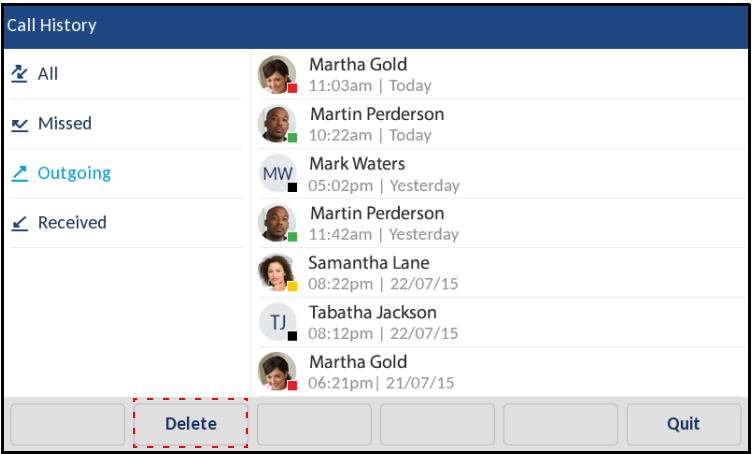 Call History
All
Missed
Outgoing
Received
Martha Gold
11:03am | Today
Martin Perderson
10:22am | Today
MW
Mark Waters
05:02pm | Yesterday
Martin Perderson
11:42am | Yesterday
Samantha Lane
08:22pm | 22/07/15
TJ
Tabatha Jackson
08:12pm | 22/07/15
Martha Gold
06:21pm| 21/07/15
Delete
Quit